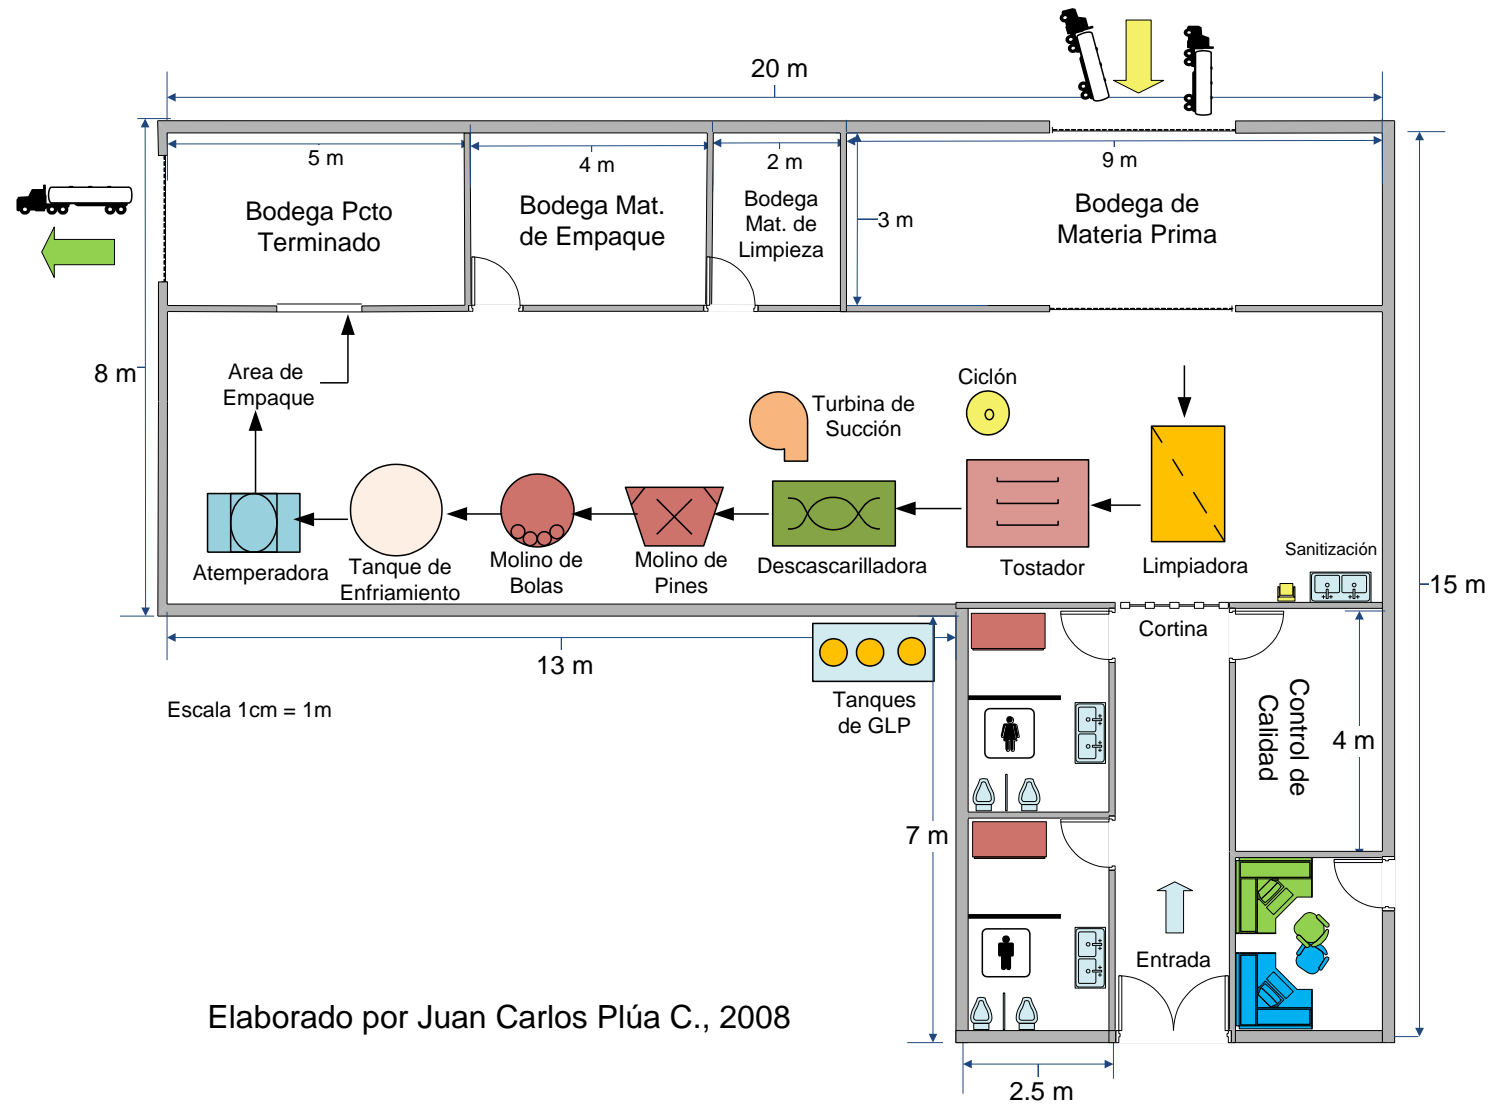 20 m
5 m
4 m
2 m
9 m
Bodega Pcto
Terminado
Bodega Mat.
de Empaque
Bodega
Mat. de
Limpieza
3 m
Bodega de
Materia Prima
8 m
Area de
Empaque
Turbina de
Succión
Ciclón
Atemperadora
Tanque de
Enfriamiento
Molino de
Bolas
Molino de
Pines
Descascarilladora
Tostador
Limpiadora
Sanitización
15 m
13 m
Cortina
Tanques
de GLP
Escala 1cm = 1m
Control de
Calidad
4 m
7 m
Entrada
Elaborado por Juan Carlos Plúa C., 2008
2.5 m